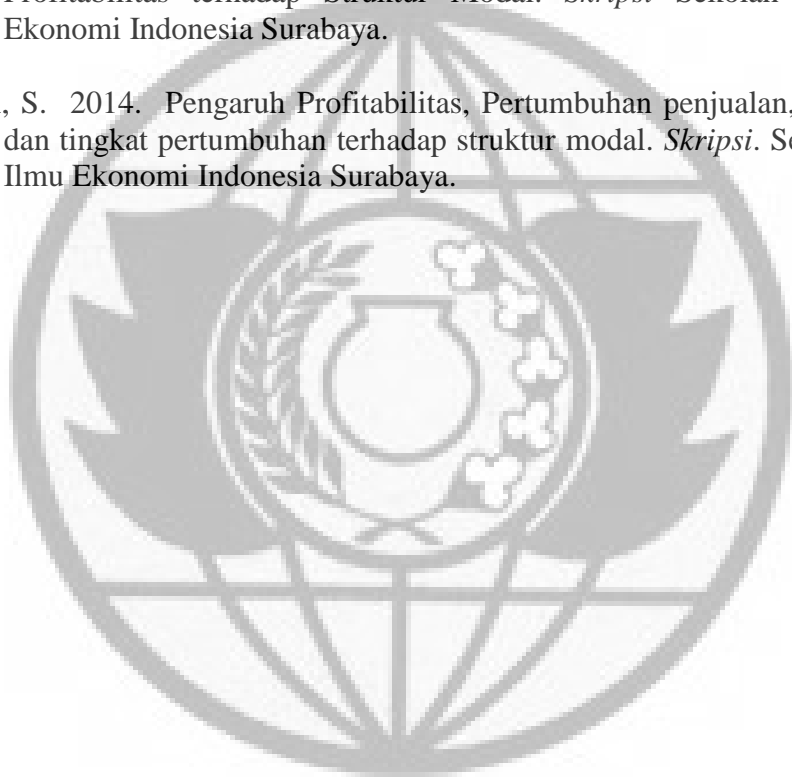 Profitabilitas terhadap Struktur Modal. Skripsi Sekolah
Ekonomi Indonesia Surabaya.
, S. 2014. Pengaruh Profitabilitas, Pertumbuhan penjualan,
dan tingkat pertumbuhan terhadap struktur modal. Skripsi.
Ilmu Ekonomi Indonesia Surabaya.